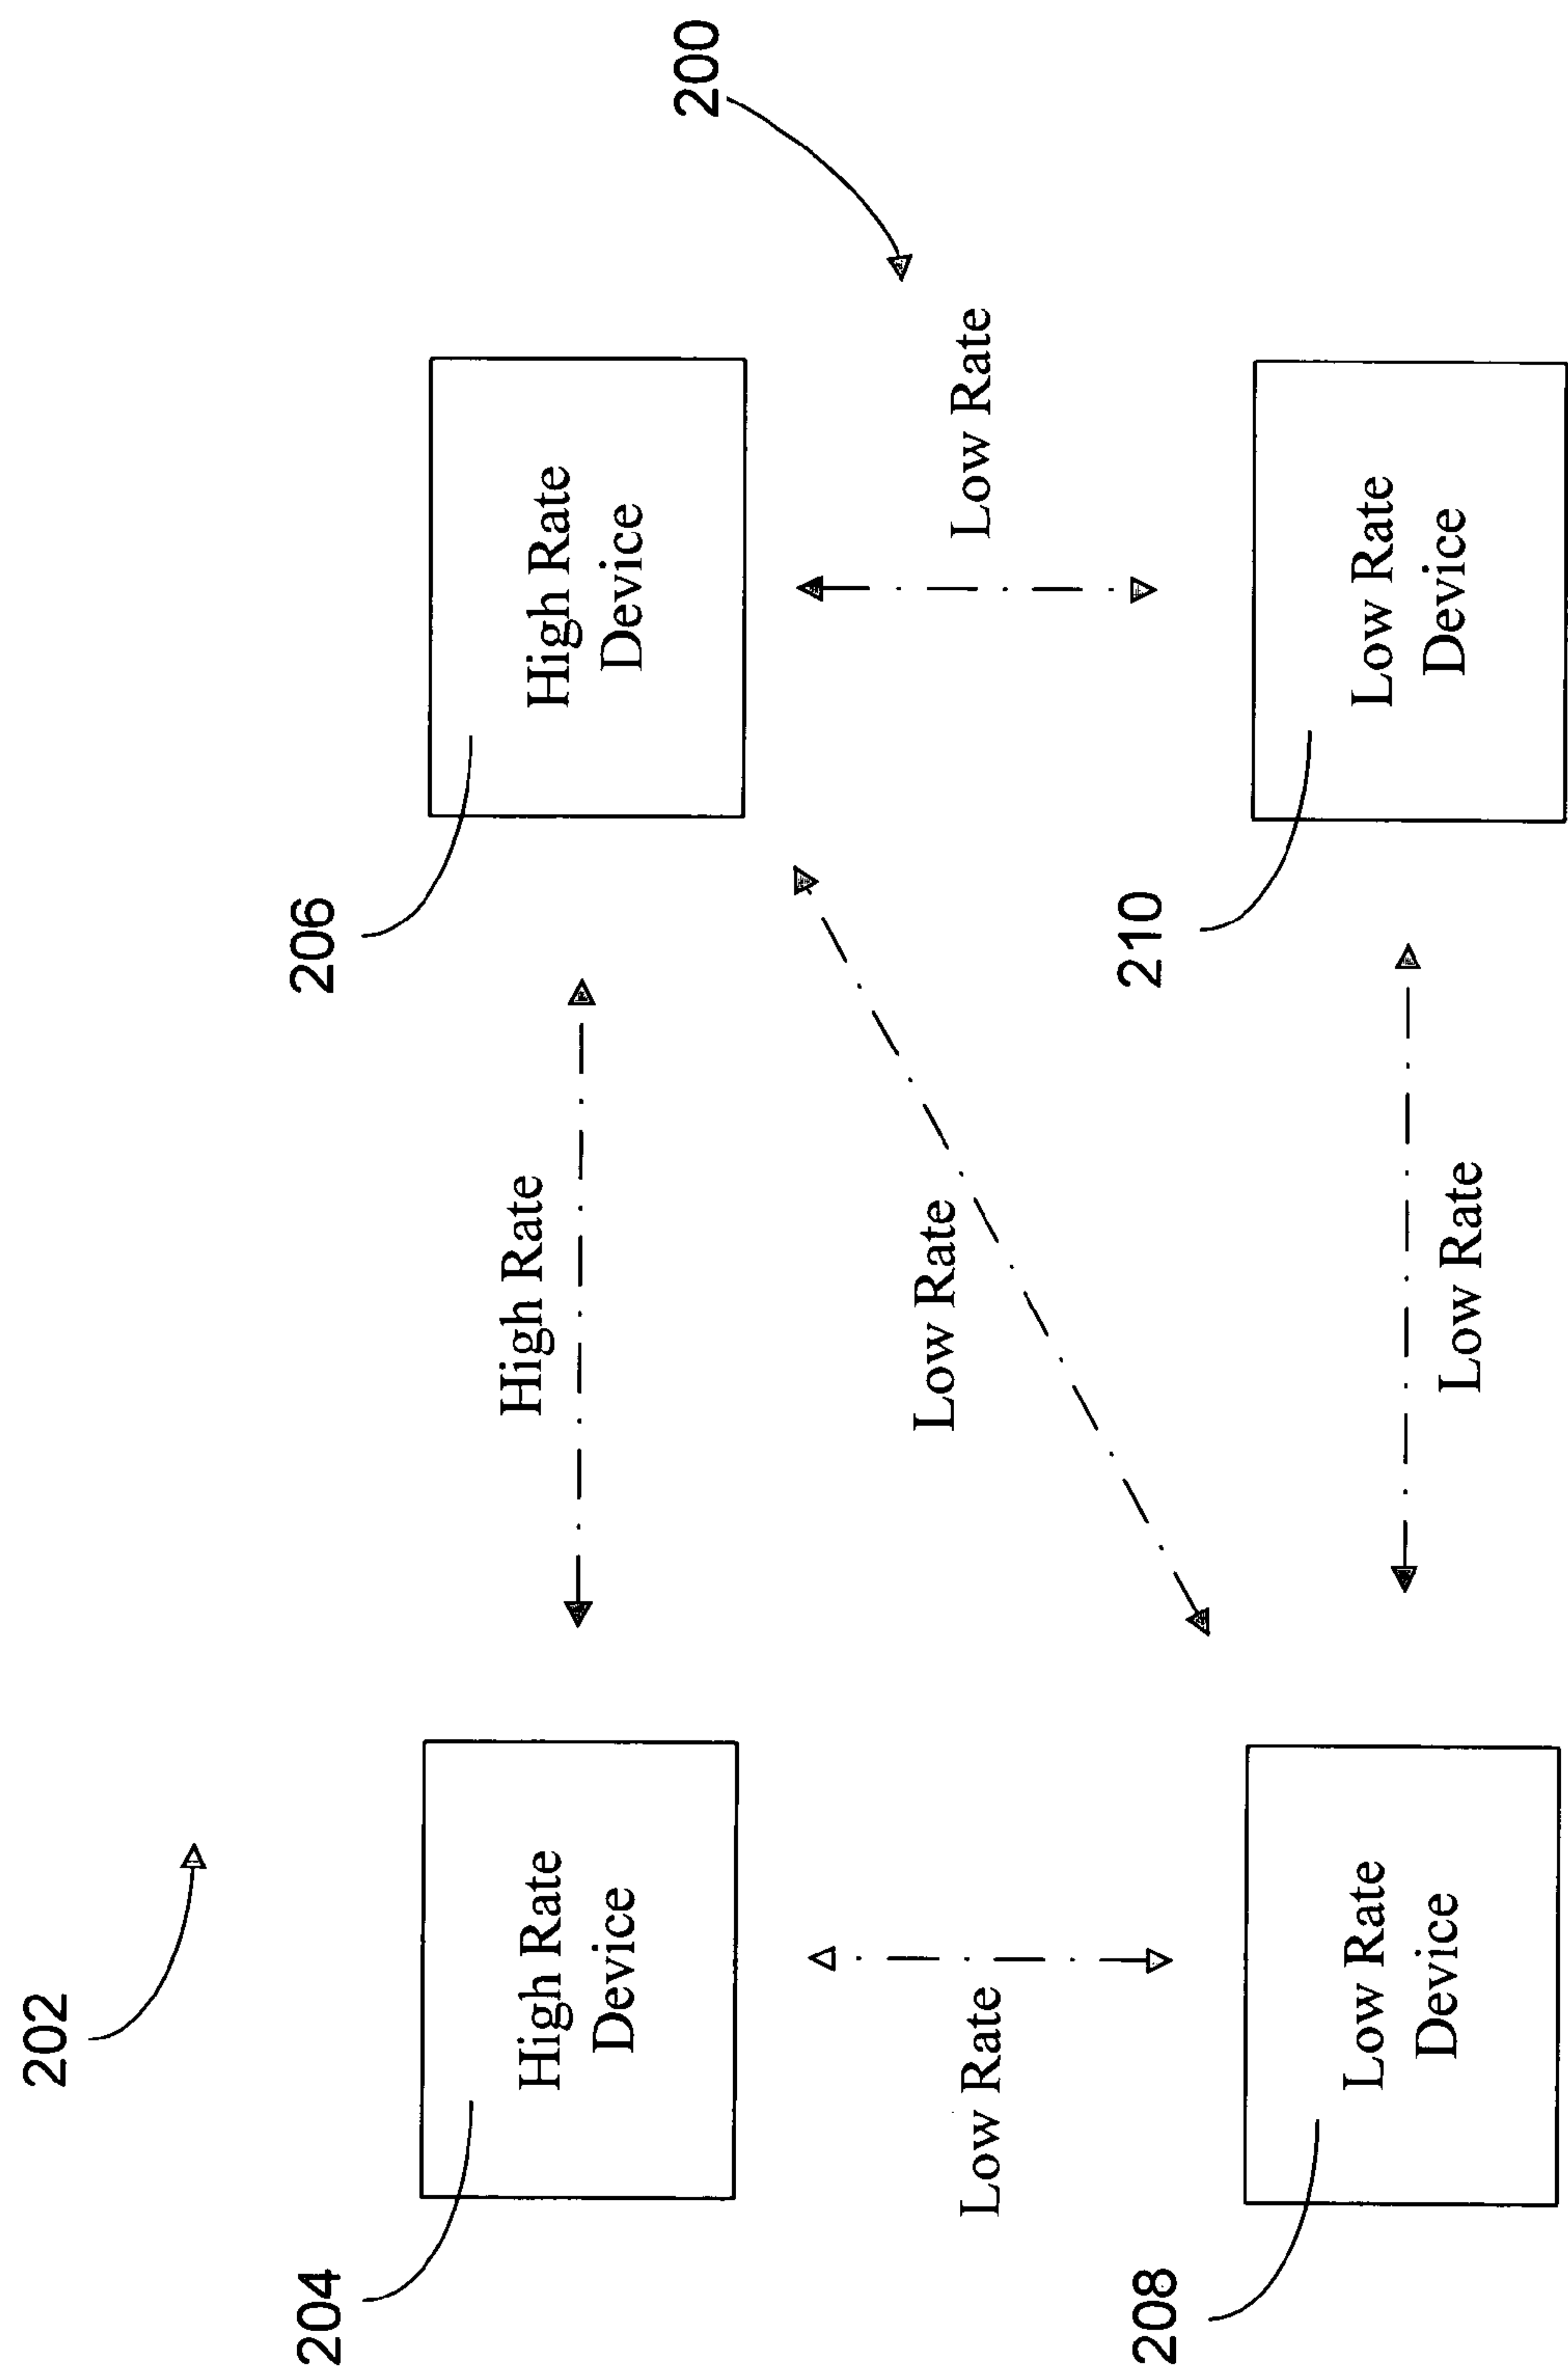 202
204
206
High Rate
Device
High Rate
High Rate
Device
200
Low Rate
Low Rate
Low Rate
208
210
Low Rate
Device
Low Rate
Low Rate
Device